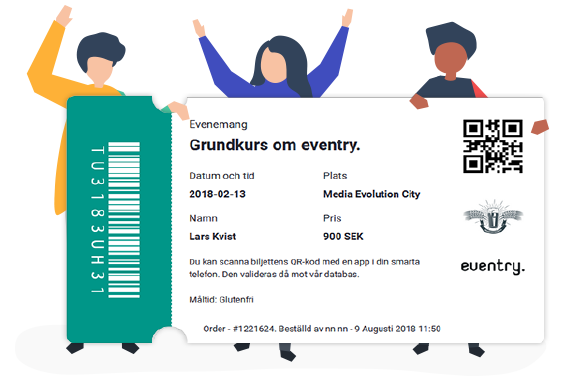 TU3183UH31
Evenemang
Grundkurs om eventry.
Datum och tid
Plats
2018-02-13
Media Evolution City
Namn
Pris
Lars Kvist
900 SEK
Du kan scanna biljettens QR-kod med en app i din smarta
telefon. Den valideras då mot vår databas.
Måltid: Glutenfri
eventry.
Order - #1221624. Beställd av nn nn - 9 Augusti 2018 11:50